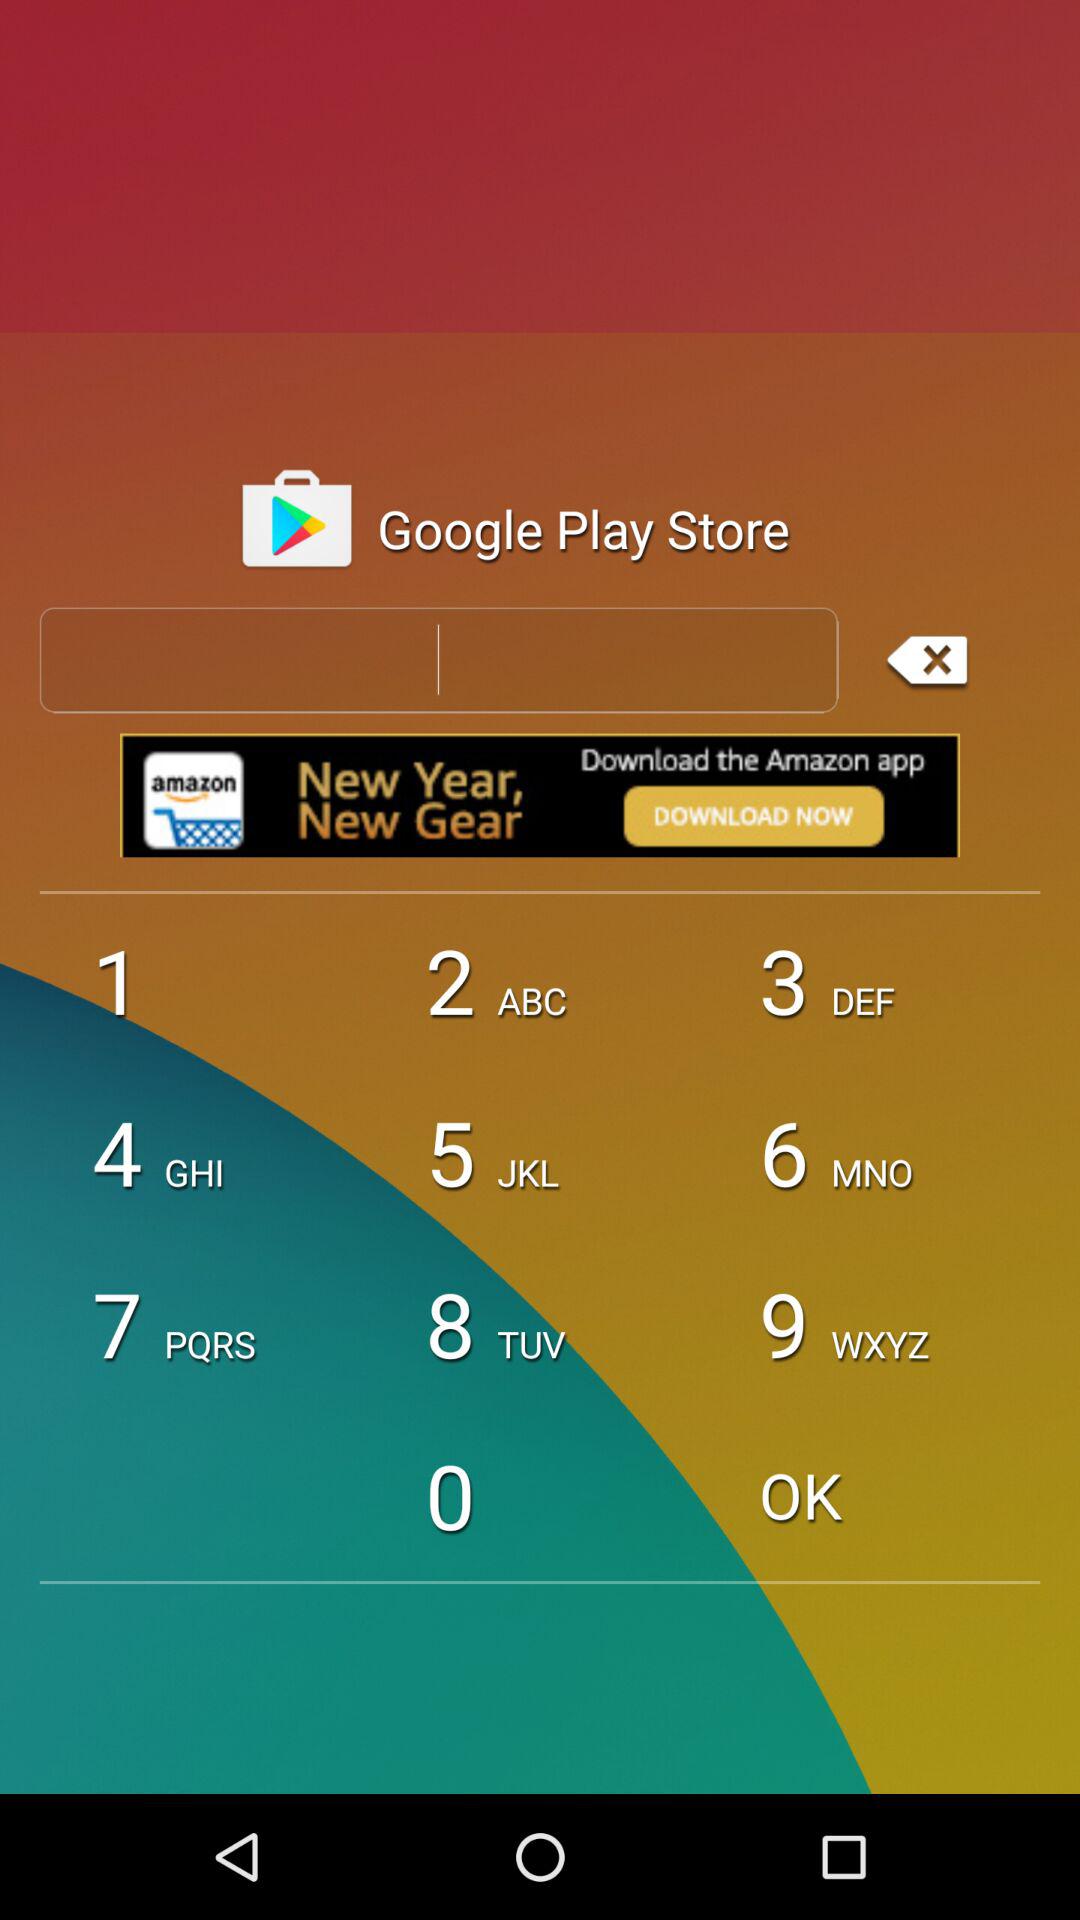 Google Play Store
amazon
New Year,
New Gear
Download the Amazon app
DOWNLOAD NOW
1
2 ABC
3 DEF
4 GHI
5 JKL
6 MNO
7 PQRS
8 TUV
9 WXYZ
0
OK